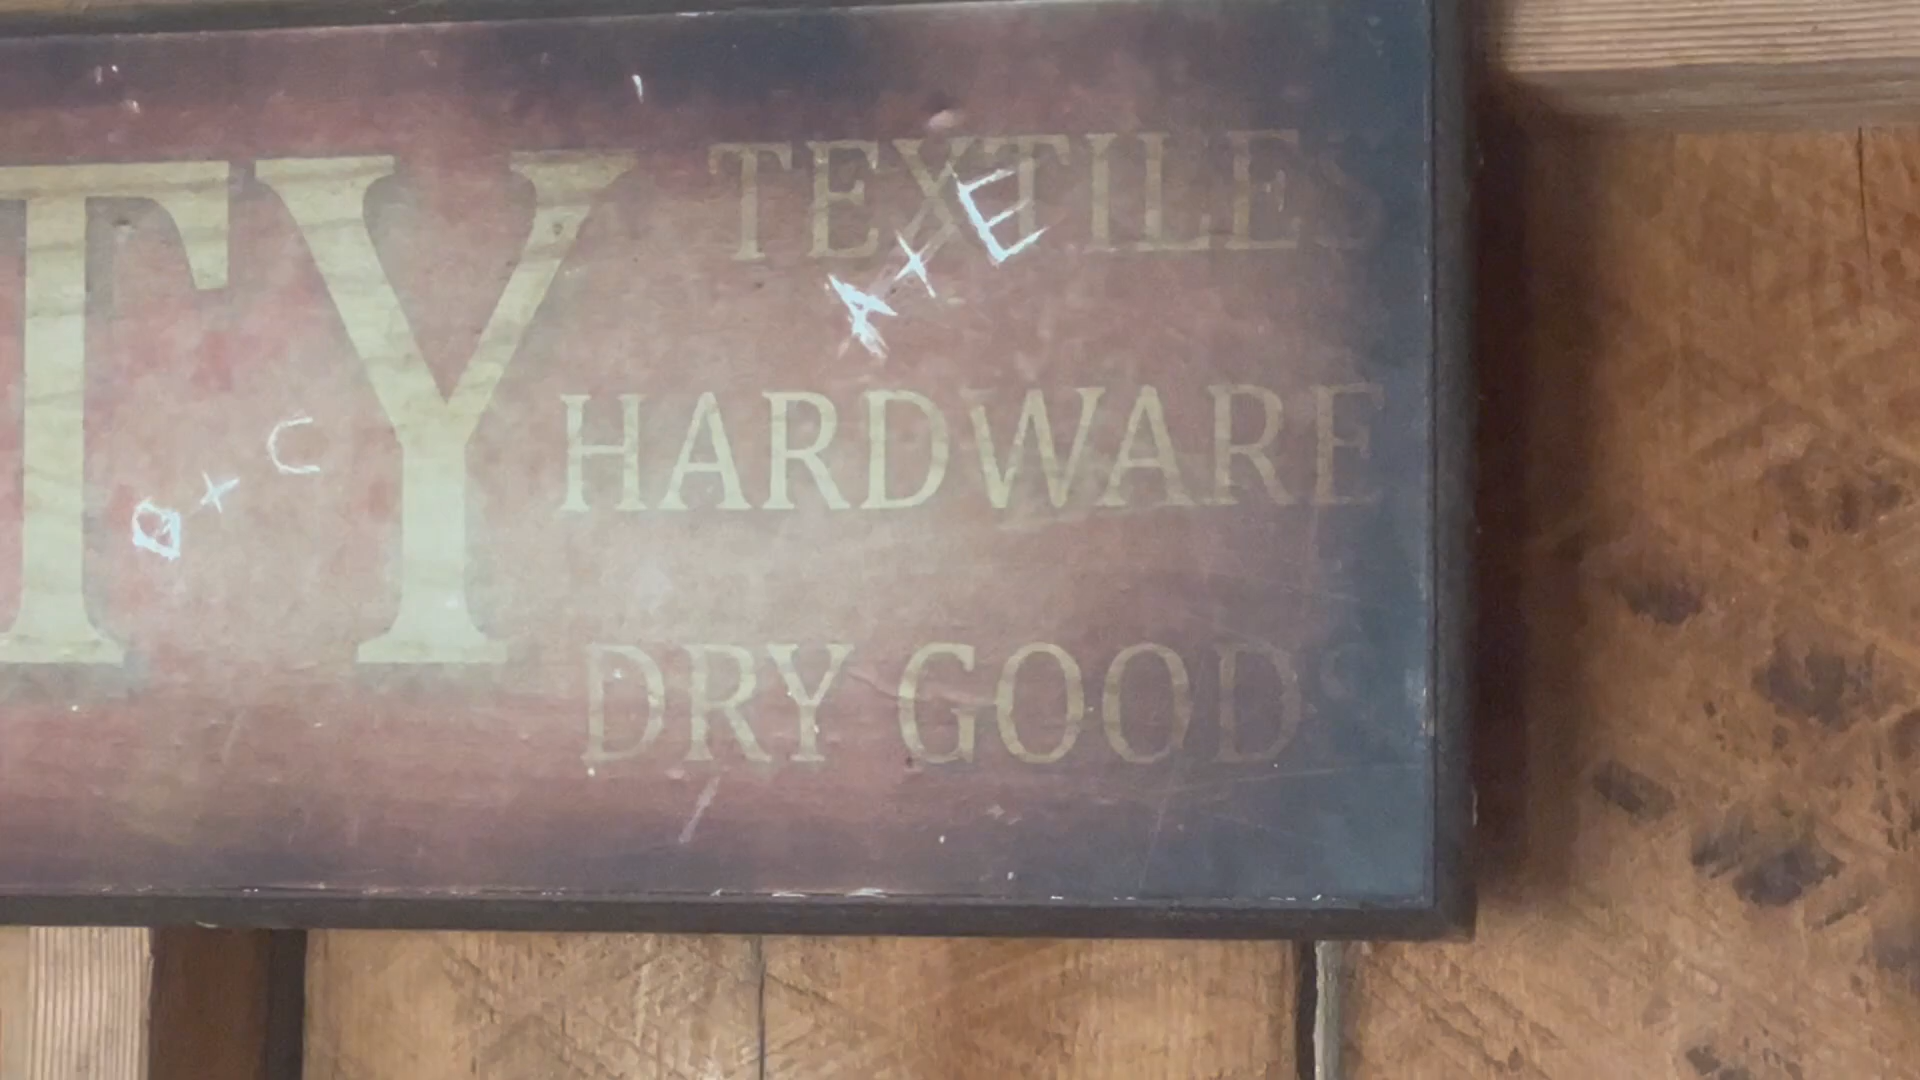 TY
TEXTILES
A + E
HARDWARE
+ C
DRY GOODS